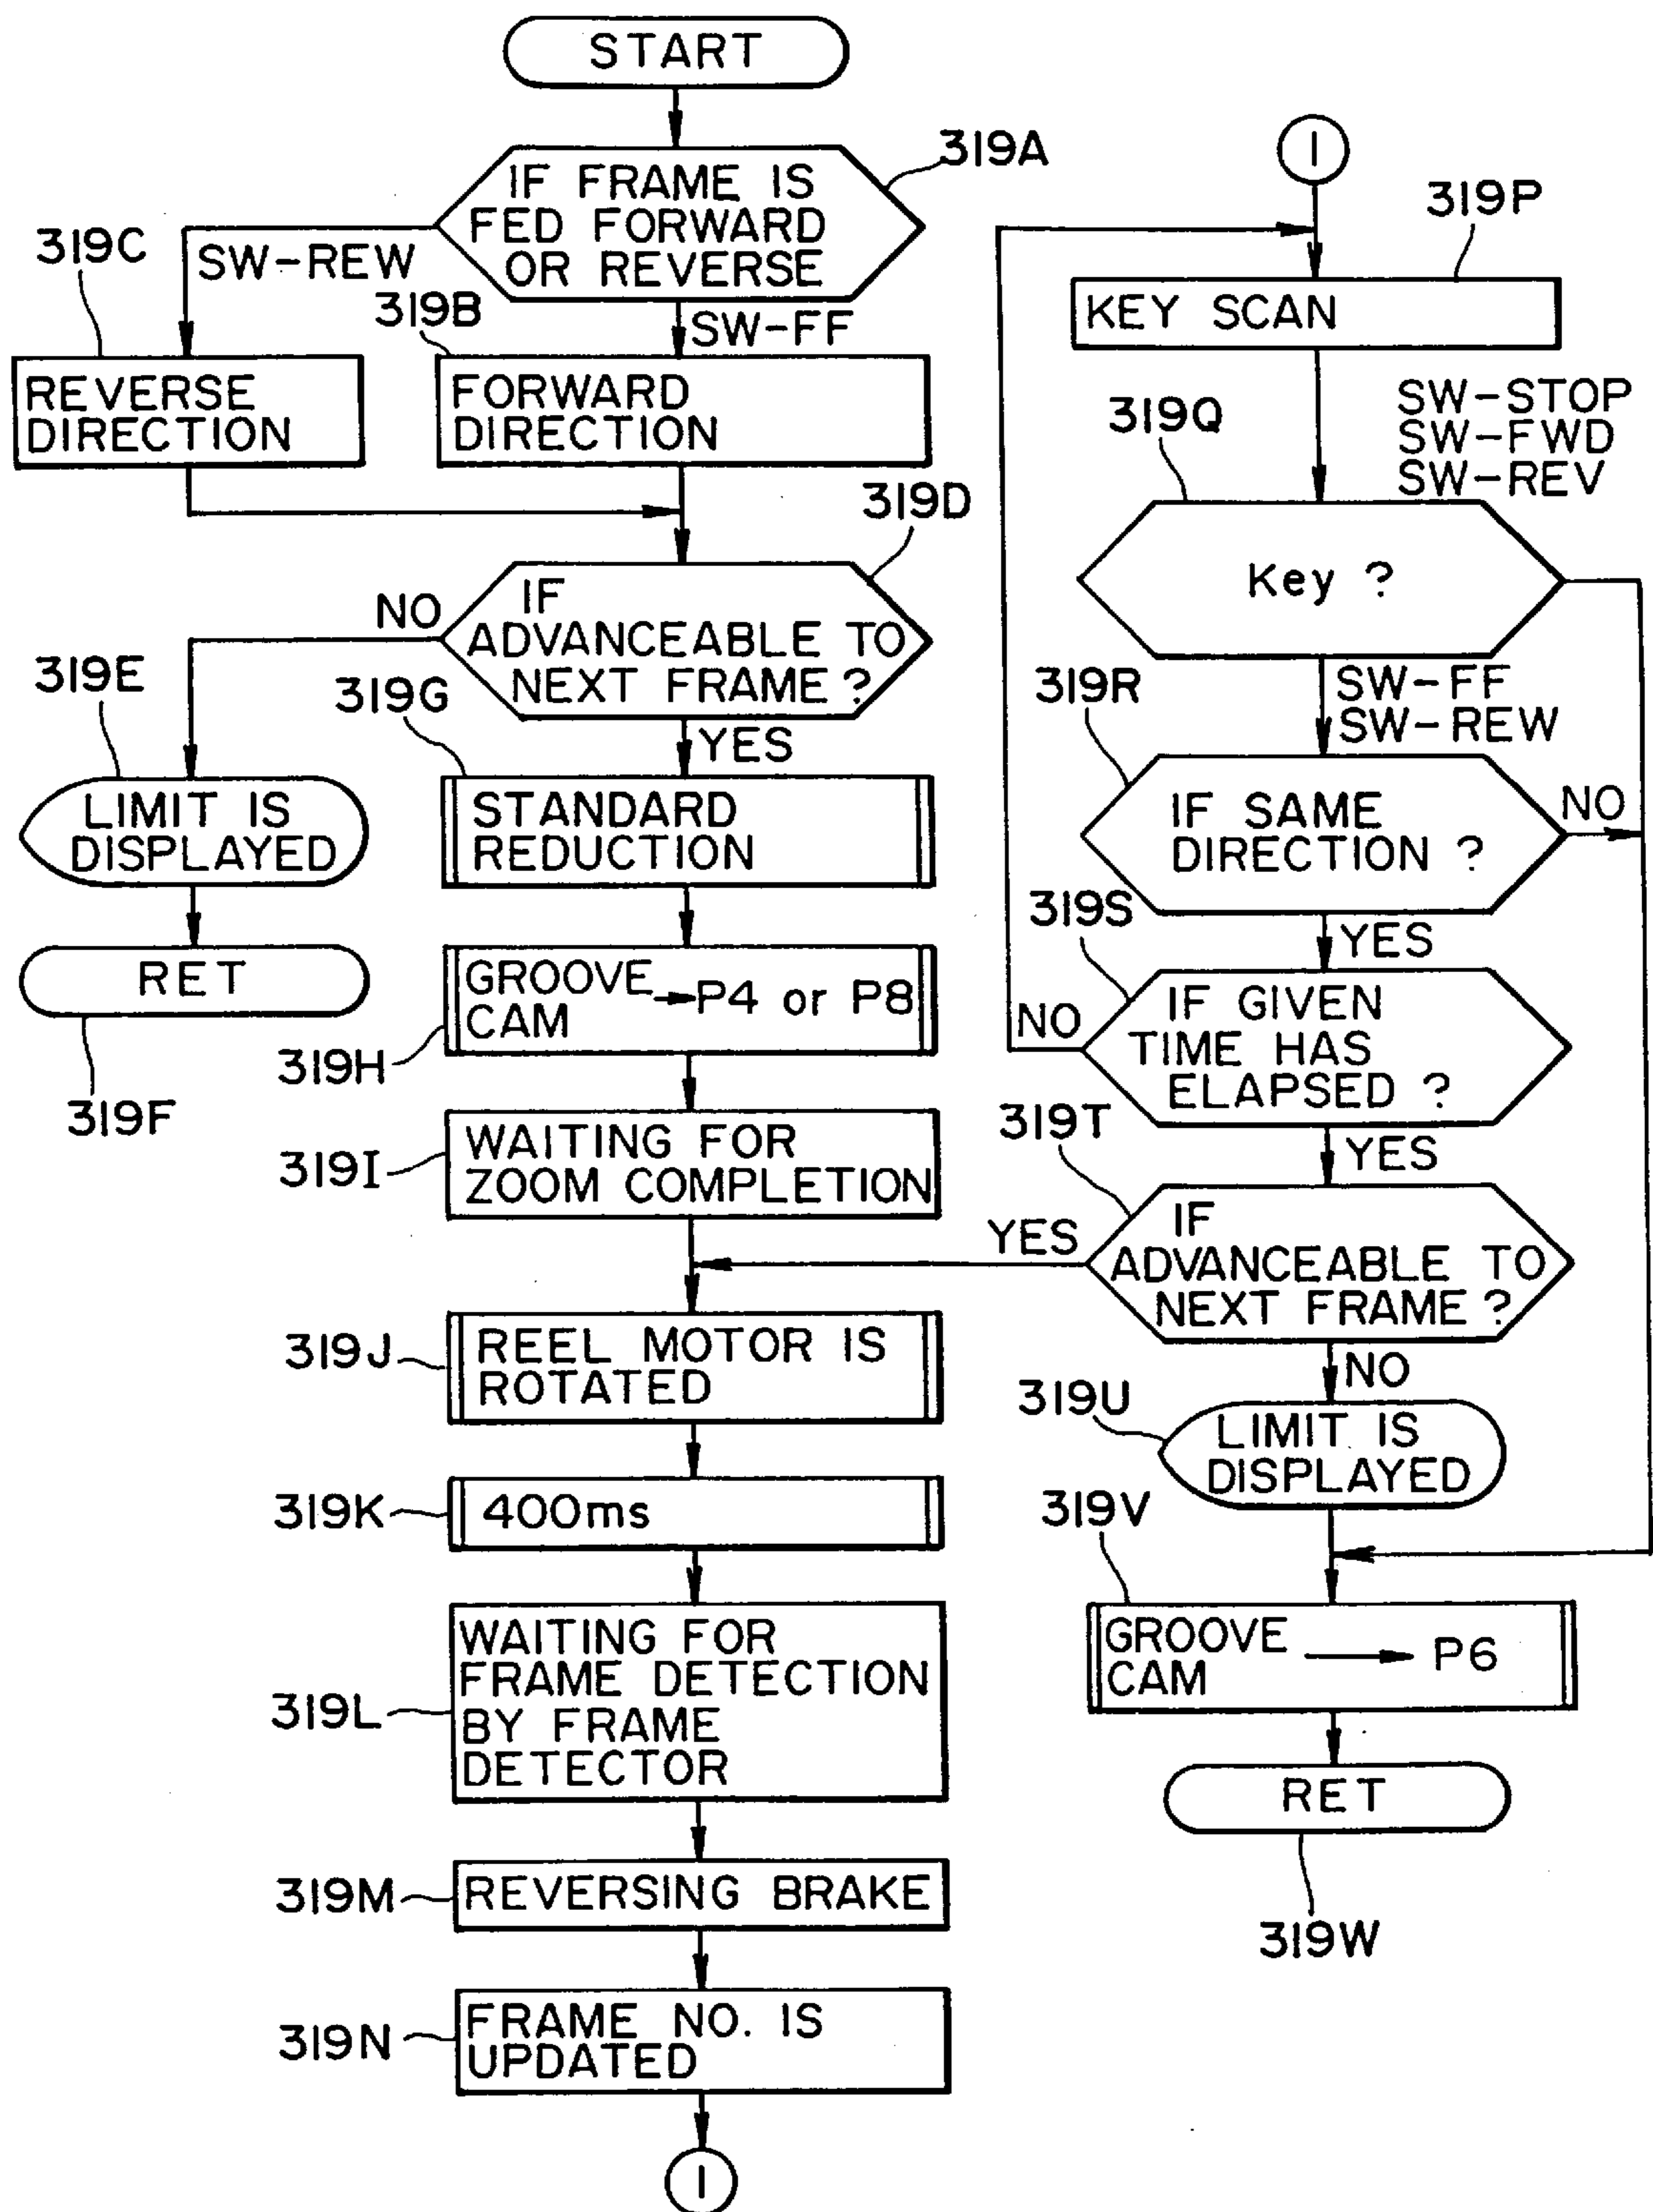 START
319A
IF FRAME IS
FED FORWARD
OR REVERSE
319C
SW-REW
319B
SW-FF
REVERSE
DIRECTION
FORWARD
DIRECTION
319D
NO
IF
ADVANCEABLE TO
NEXT FRAME?
319E
319G
YES
LIMIT IS
DISPLAYED
STANDARD
REDUCTION
RET
319F
GROOVE
CAM
P4 or P8
319H
WAITING FOR
ZOOM COMPLETION
319I
REEL MOTOR IS
ROTATED
319J
400ms
319K
WAITING FOR
FRAME DETECTION
BY FRAME
DETECTOR
319L
REVERSING BRAKE
319M
FRAME NO. IS
UPDATED
319N
1
1
319P
KEY SCAN
319Q
SW-STOP
SW-FWD
SW-REV
Key ?
319R
SW-FF
SW-REW
IF SAME
DIRECTION ?
NO
319S
YES
NO
IF GIVEN
TIME HAS
ELAPSED ?
319T
YES
YES
IF
ADVANCEABLE TO
NEXT FRAME?
NO
319U
LIMIT IS
DISPLAYED
319V
GROOVE
CAM
P6
RET
319W